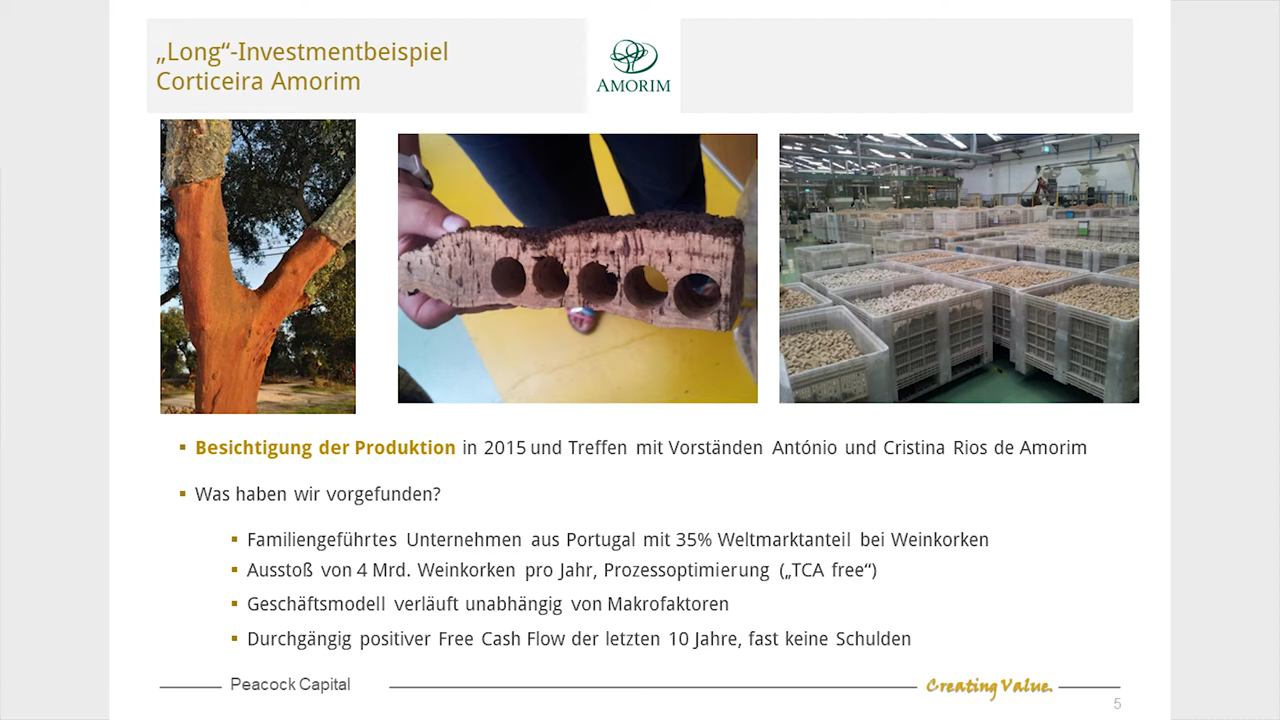 „Long“-Investmentbeispiel
Corticeira Amorim
AMORIM
Besichtigung der Produktion in 2015 und Treffen mit Vorständen António und Cristina Rios de Amorim
Was haben wir vorgefunden?
Familiengeführtes Unternehmen aus Portugal mit 35% Weltmarktanteil bei Weinkorken
Ausstoß von 4 Mrd. Weinkorken pro Jahr, Prozessoptimierung („TCA free“)
Geschäftsmodell verläuft unabhängig von Makrofaktoren
Durchgängig positiver Free Cash Flow der letzten 10 Jahre, fast keine Schulden
Peacock Capital
Creating Value.
5